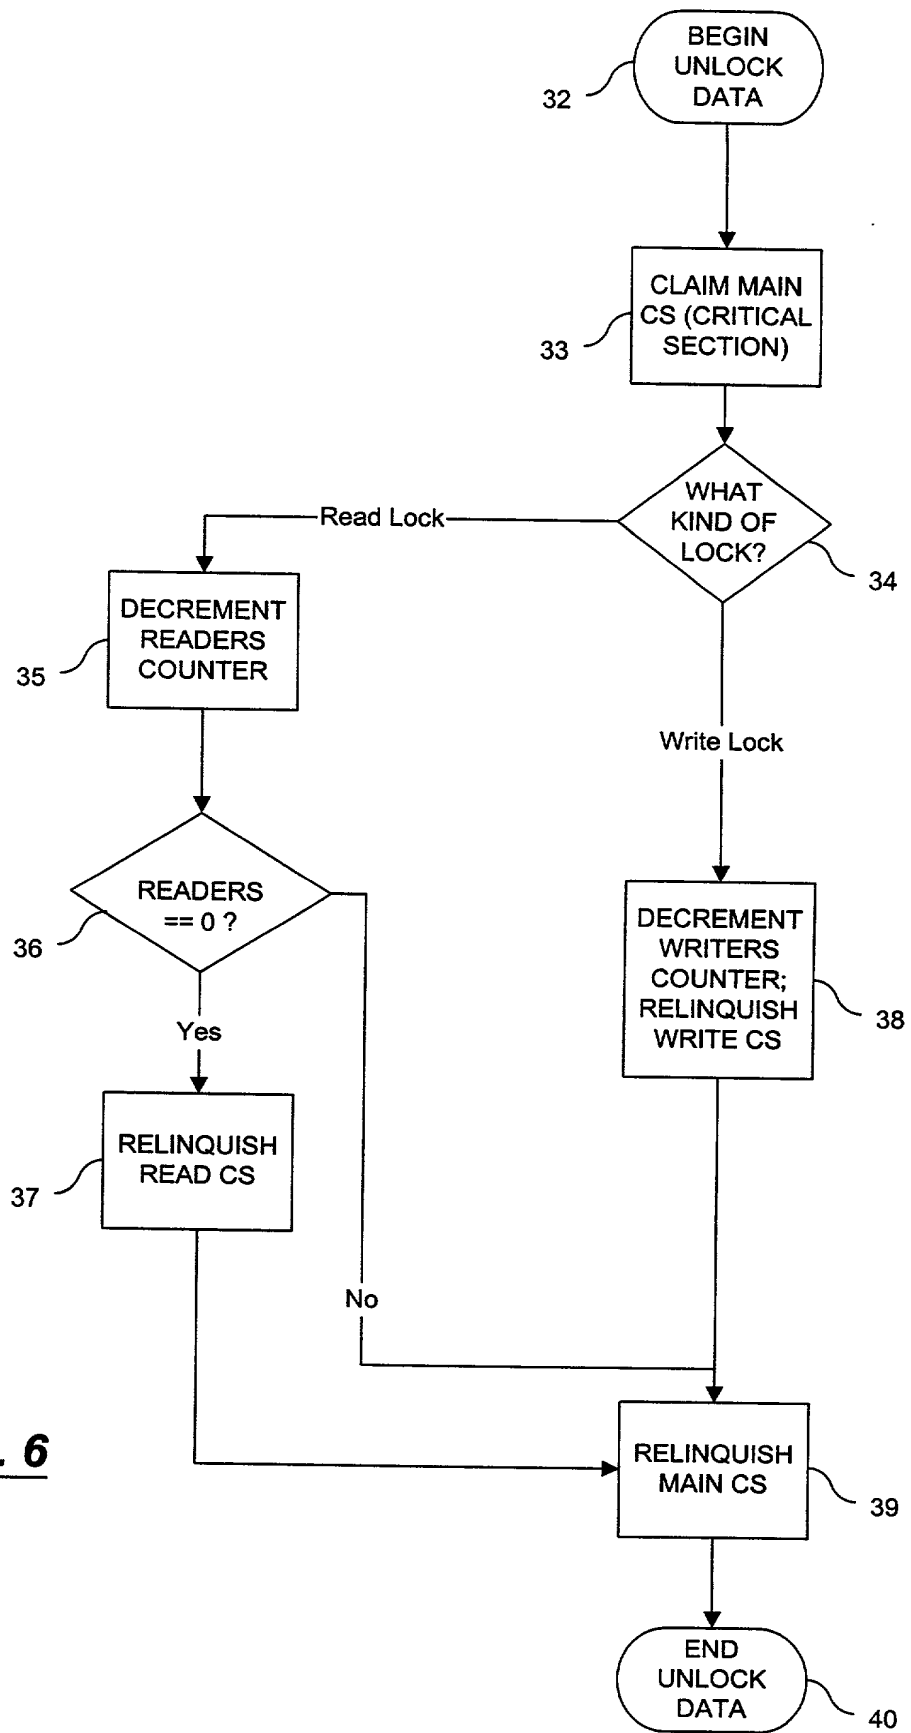 BEGIN
UNLOCK
DATA
32
CLAIM MAIN
CS (CRITICAL
SECTION)
33
WHAT
KIND OF
LOCK?
34
Read Lock
DECREMENT
READERS
COUNTER
35
Write Lock
READERS
== 0 ?
36
DECREMENT
WRITERS
COUNTER;
RELINQUISH
WRITE CS
38
Yes
RELINQUISH
READ CS
37
No
. 6
RELINQUISH
MAIN CS
39
END
UNLOCK
DATA
40